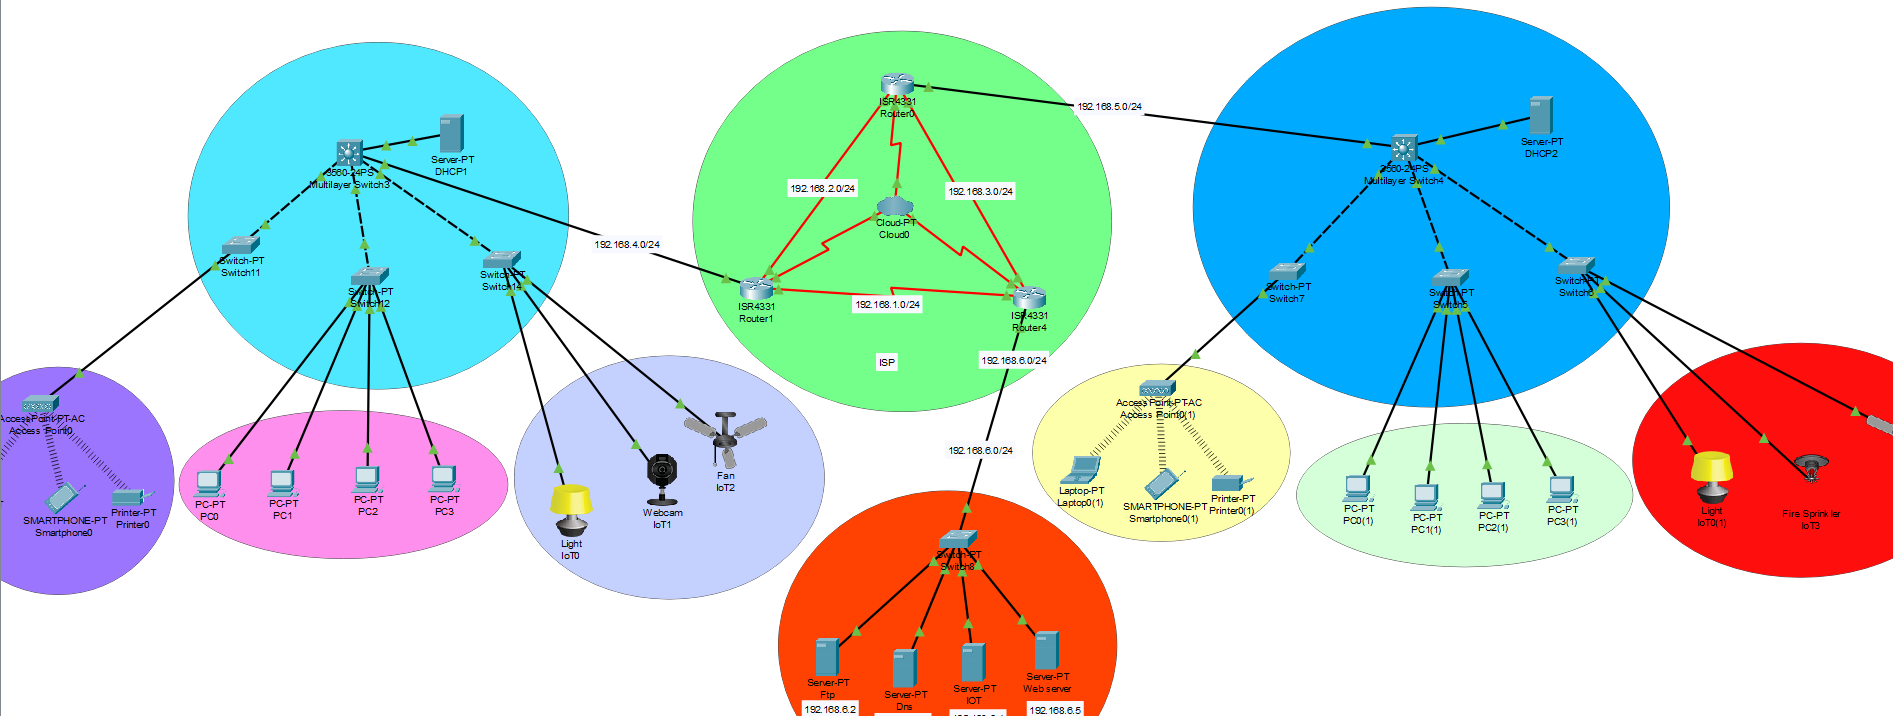 ISR4331
Router0
192.168.5.0/24
Server-PT
DHCP1
3560-24PS
Multilayer Switch3
Server-PT
DHCP2
3560-24PS
Multilayer Switch4
192.168.2.0/24
192.168.3.0/24
Cloud-PT
Cloud0
192.168.4.0/24
Switch-PT
Switch11
Switch-PT
Switch12
Switch-PT
Switch14
ISR4331
Router1
192.168.1.0/24
ISR4331
Router4
ISP
192.168.6.0/24
Switch-PT
Switch7
Switch-PT
AccessPoint-PT-AC
Access Point0
SMARTPHONE-PT
Smartphone0
Printer-PT
Printer0
PC-PT
PC0
PC-PT
PC1
PC-PT
PC2
PC-PT
PC3
Light
IoT0
Webcam
IoT1
Fan
IoT2
192.168.6.0/24
Access Point-PT-AC
Access Point0(1)
Laptop-PT
Laptop0(1)
SMARTPHONE-PT
Smartphone0(1)
Printer-PT
Printer0(1)
PC-PT
PC0(1)
PC-PT
PC1(1)
PC-PT
PC2(1)
PC-PT
PC3(1)
Light
IoT0(1)
Fire Sprinkler
IoT3
Switch-PT
Switch8
Server-PT
Ftp
192.168.6.2
Server-PT
Dns
Server-PT
IOT
Server-PT
Web server
192.168.6.5